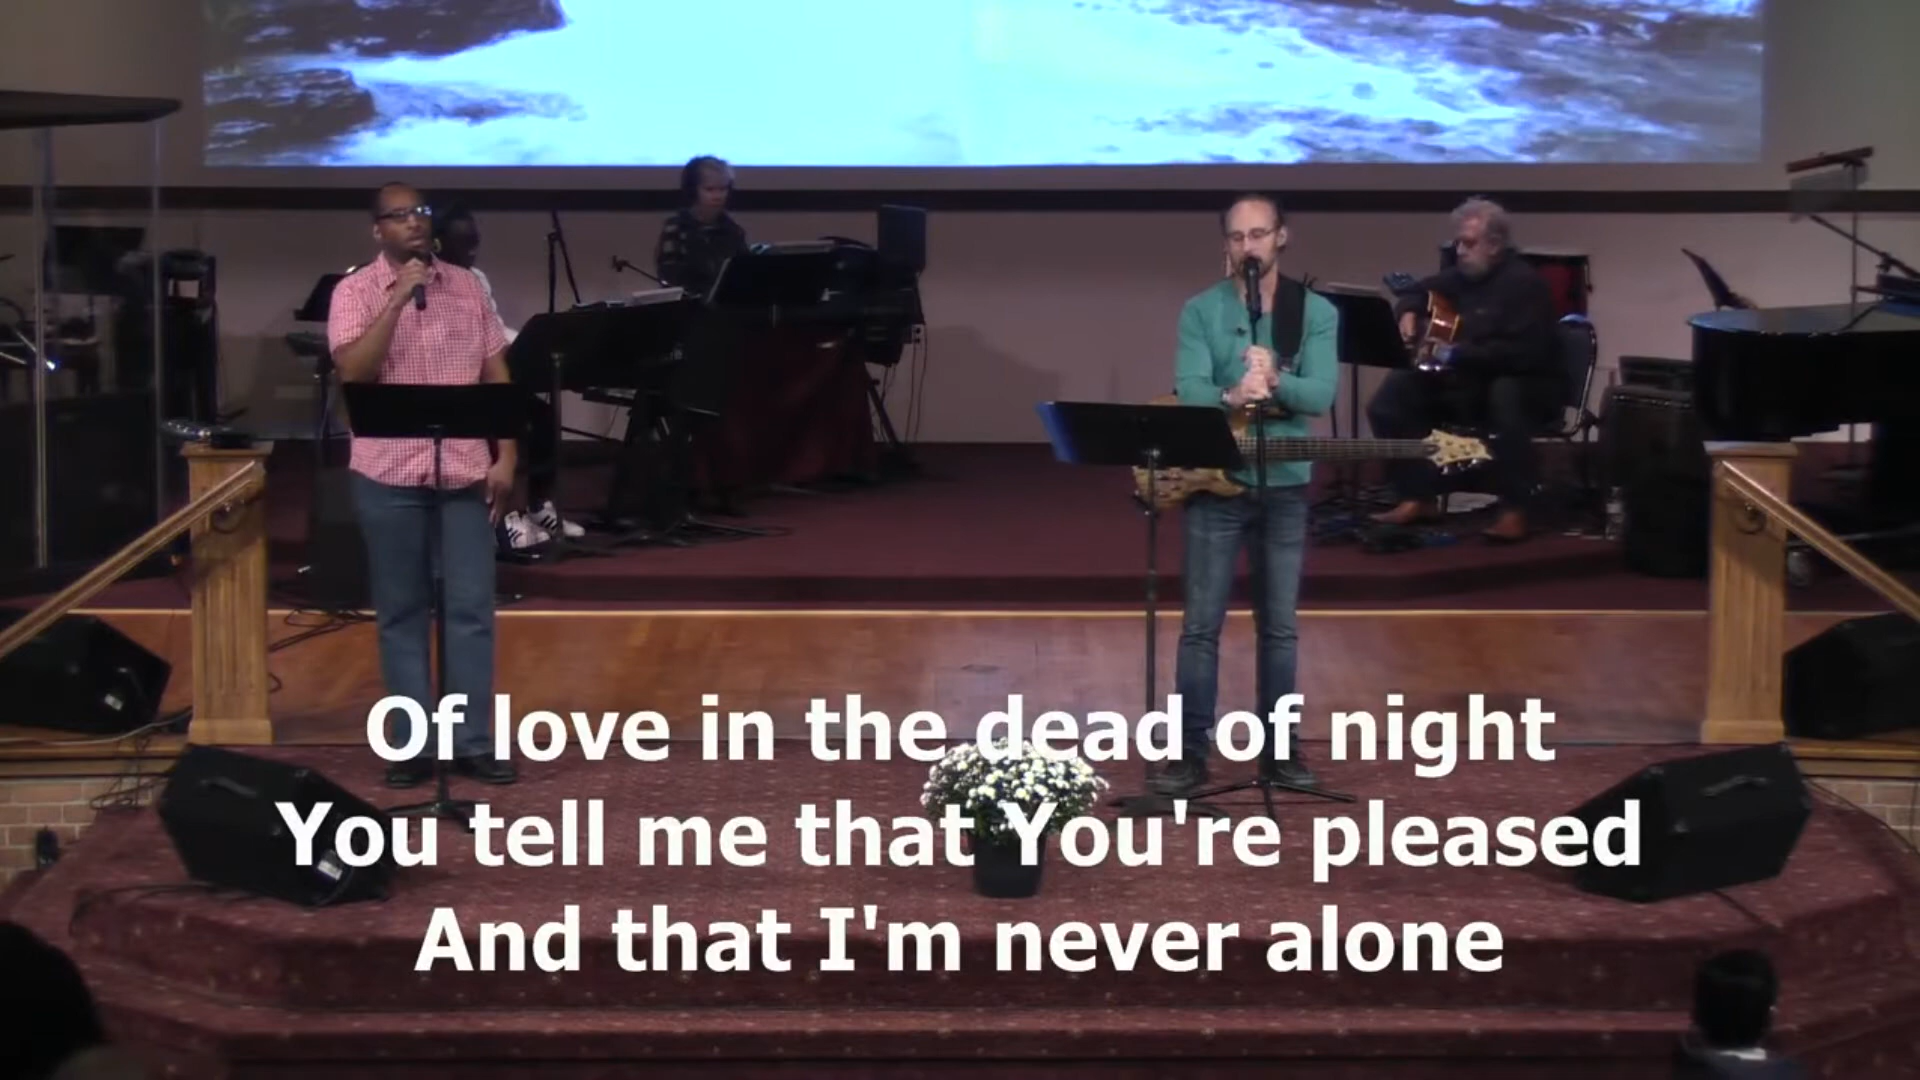 Of love in the dead of night
You tell me that You're pleased
And that I'm never alone